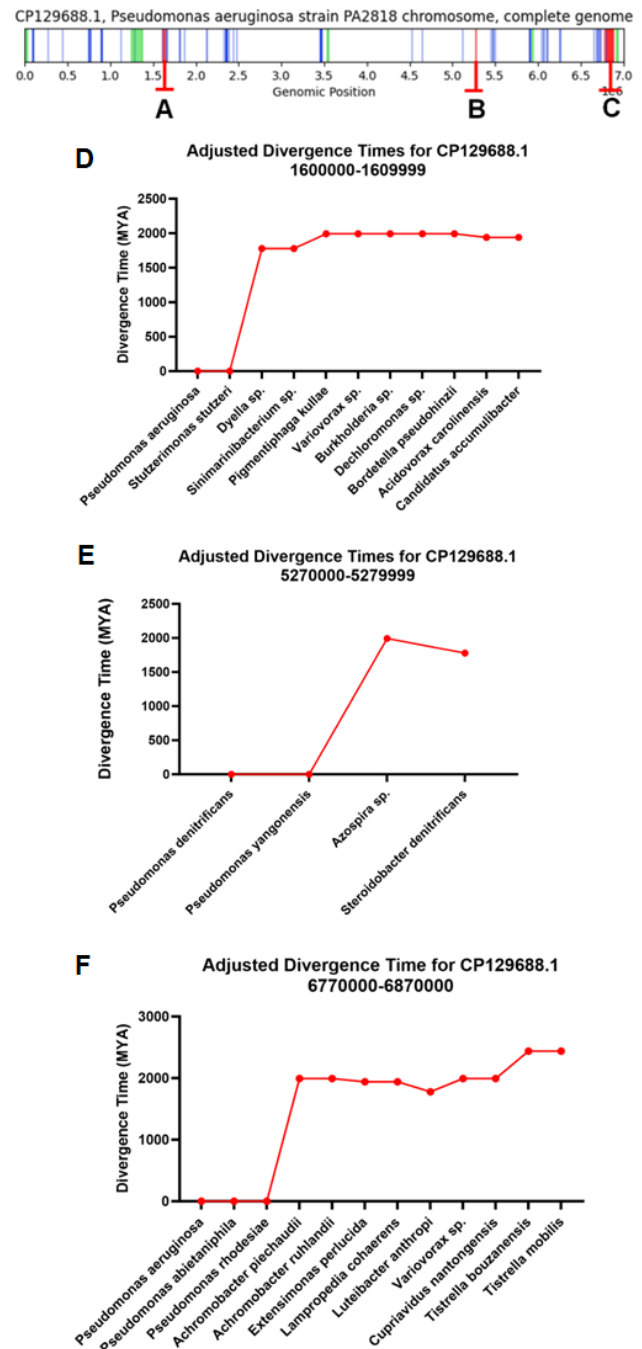 CP129688.1, Pseudomonas aeruginosa strain PA2818 chromosome, complete genome
0.0 0.5 1.0 1.5 2.0 2.5 3.0 3.5 4.0 4.5 5.0 5.5 6.0 6.5 7.0
Genomic Position
1e6
A B C
D
Adjusted Divergence Times for CP129688.1
1600000-1609999
Divergence Time (MYA)
2500
2000
1500
1000
500
0
Pseudomonas aeruginosa
Stutzerimonas stutzeri
Dyella sp.
Sinimarinibacterium sp.
Pigmentiphaga kullae
Variovorax sp.
Burkholderia sp.
Dechloromonas sp.
Bordetella pseudohinzii
Acidovorax carolinensis
Candidatus accumulibacter
E
Adjusted Divergence Times for CP129688.1
5270000-5279999
Divergence Time (MYA)
2500
2000
1500
1000
500
0
Pseudomonas denitrificans
Pseudomonas yangonensis
Azospira sp.
Steroidobacter denitrificans
F
Adjusted Divergence Time for CP129688.1
6770000-6870000
Divergence Time (MYA)
3000
2000
1000
0
Pseudomonas aeruginosa
Pseudomonas abietaniphila
Pseudomonas rhodesiae
Achromobacter piechaudii
Achromobacter ruhlandii
Extensimonas perlucida
Lampropedia cohaerens
Luteibacter anthropi
Variovorax sp.
Cupriavidus nantongensis
Tistrella bouzanensis
Tistrella mobilis